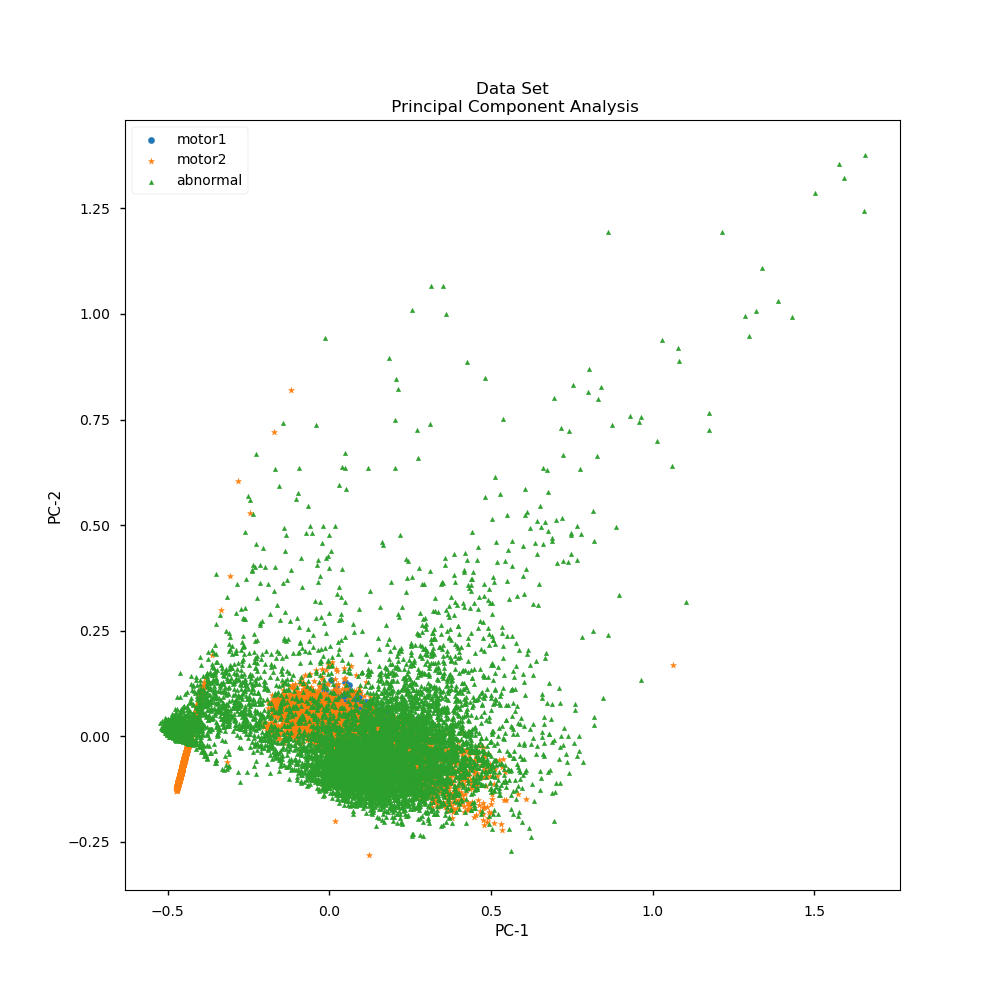 Data Set
Principal Component Analysis
motor1
motor2
abnormal
1.25
1.00
0.75
0.50
0.25
0.00
−0.25
PC-2
−0.5
0.0
0.5
1.0
1.5
PC-1